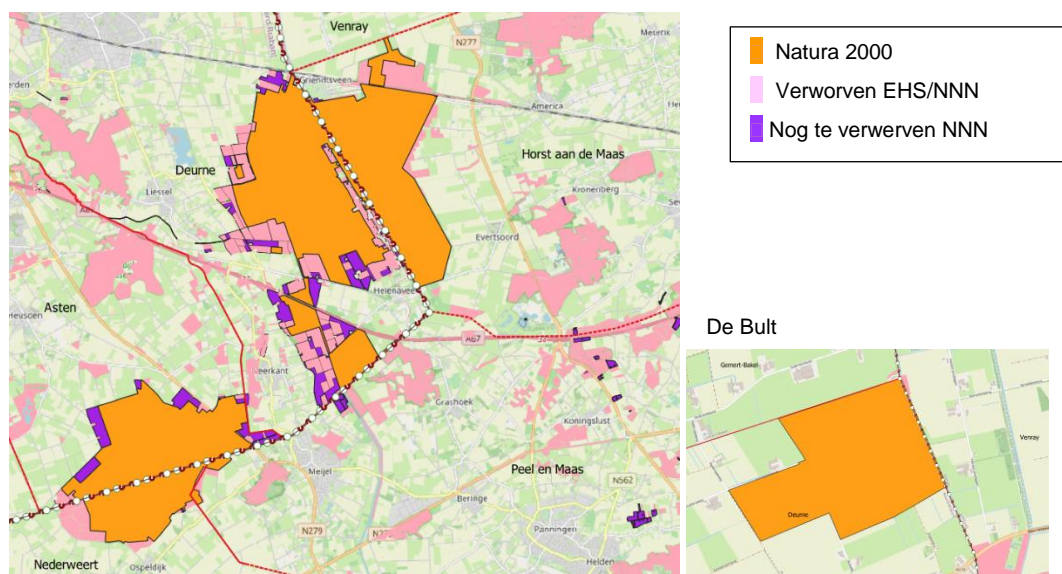 Venray
N277
Meterik
Griendtsveen
America
Deurne
Horst aan de Maas
Liessel
Kronenberg
Evertsoord
Helenaveen
Asten
A67
Grashoek
Koningslust
Meijel
Peel en Maas
Beringe
N562
N279
Panningen
Nederweert
Ospeldijk
Helden
Natura 2000
Verworven EHS/NNN
Nog te verwerven NNN
De Bult
Gemert-Bakel
Venray
Deurne